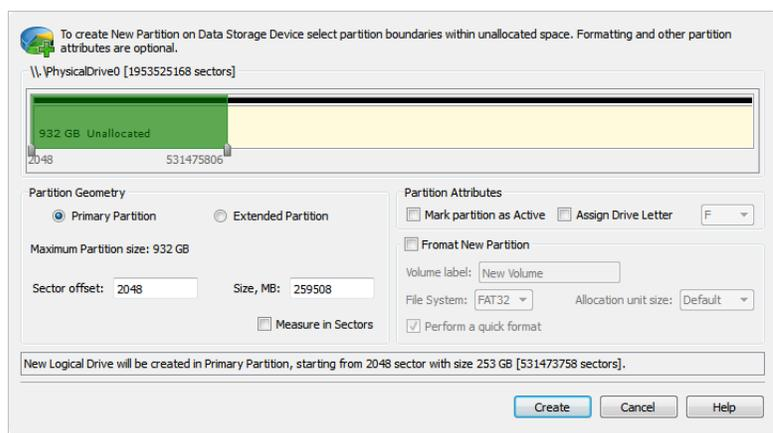 To create New Partition on Data Storage Device select partition boundaries within unallocated space. Formatting and other partition
attributes are optional.
\\.\PhysicalDrive0 [1953525168 sectors]
932 GB Unallocated
2048 531475806
Partition Geometry
Primary Partition Extended Partition
Maximum Partition size: 932 GB
Sector offset: 2048 Size, MB: 259508
Measure in Sectors
Partition Attributes
Mark partition as Active Assign Drive Letter F
Fromat New Partition
Volume label: New Volume
File System: FAT32 Allocation unit size: Default
Perform a quick format
New Logical Drive will be created in Primary Partition, starting from 2048 sector with size 253 GB [531473758 sectors].
Create Cancel Help